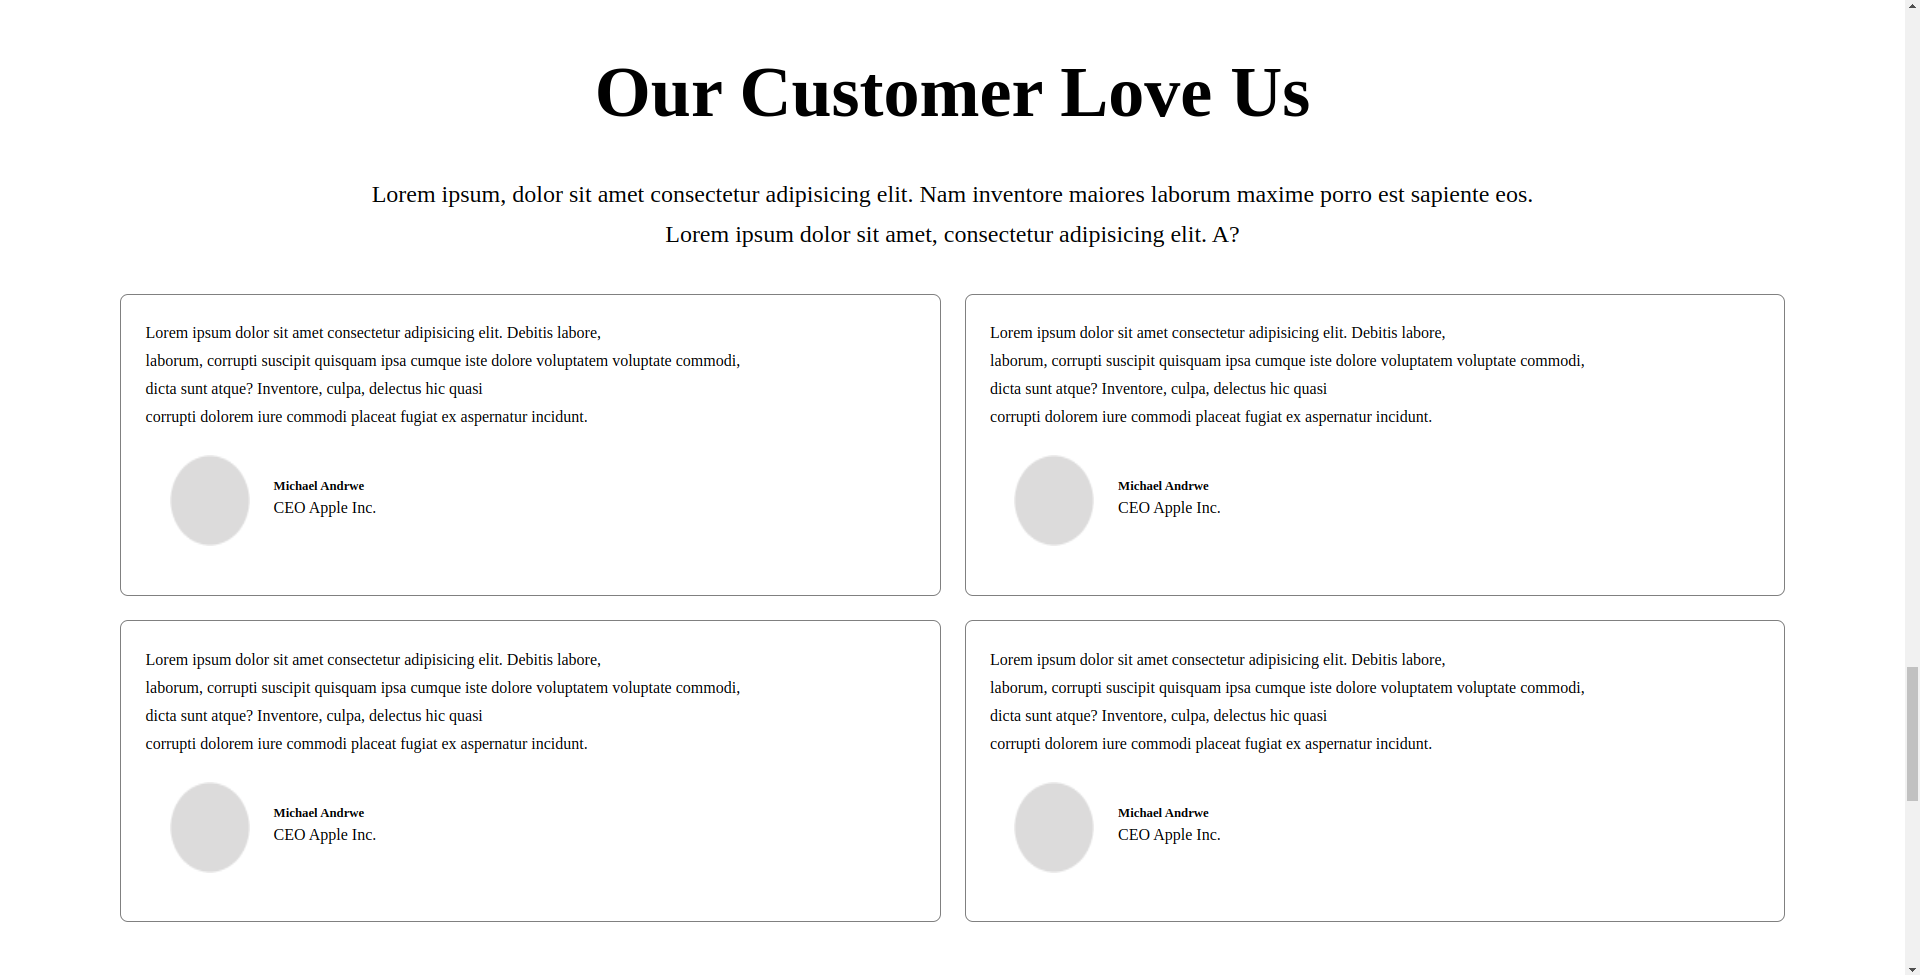 Our Customer Love Us
Lorem ipsum, dolor sit amet consectetur adipisicing elit. Nam inventore maiores laborum maxime porro est sapiente eos.
Lorem ipsum dolor sit amet, consectetur adipisicing elit. A?
Lorem ipsum dolor sit amet consectetur adipisicing elit. Debitis labore,
laborum, corrupti suscipit quisquam ipsa cumque iste dolore voluptatem voluptate commodi,
dicta sunt atque? Inventore, culpa, delectus hic quasi
corrupti dolorem iure commodi placeat fugiat ex aspernatur incidunt.
Michael Andrwe
CEO Apple Inc.
Lorem ipsum dolor sit amet consectetur adipisicing elit. Debitis labore,
laborum, corrupti suscipit quisquam ipsa cumque iste dolore voluptatem voluptate commodi,
dicta sunt atque? Inventore, culpa, delectus hic quasi
corrupti dolorem iure commodi placeat fugiat ex aspernatur incidunt.
Michael Andrwe
CEO Apple Inc.
Lorem ipsum dolor sit amet consectetur adipisicing elit. Debitis labore,
laborum, corrupti suscipit quisquam ipsa cumque iste dolore voluptatem voluptate commodi,
dicta sunt atque? Inventore, culpa, delectus hic quasi
corrupti dolorem iure commodi placeat fugiat ex aspernatur incidunt.
Michael Andrwe
CEO Apple Inc.
Lorem ipsum dolor sit amet consectetur adipisicing elit. Debitis labore,
laborum, corrupti suscipit quisquam ipsa cumque iste dolore voluptatem voluptate commodi,
dicta sunt atque? Inventore, culpa, delectus hic quasi
corrupti dolorem iure commodi placeat fugiat ex aspernatur incidunt.
Michael Andrwe
CEO Apple Inc.